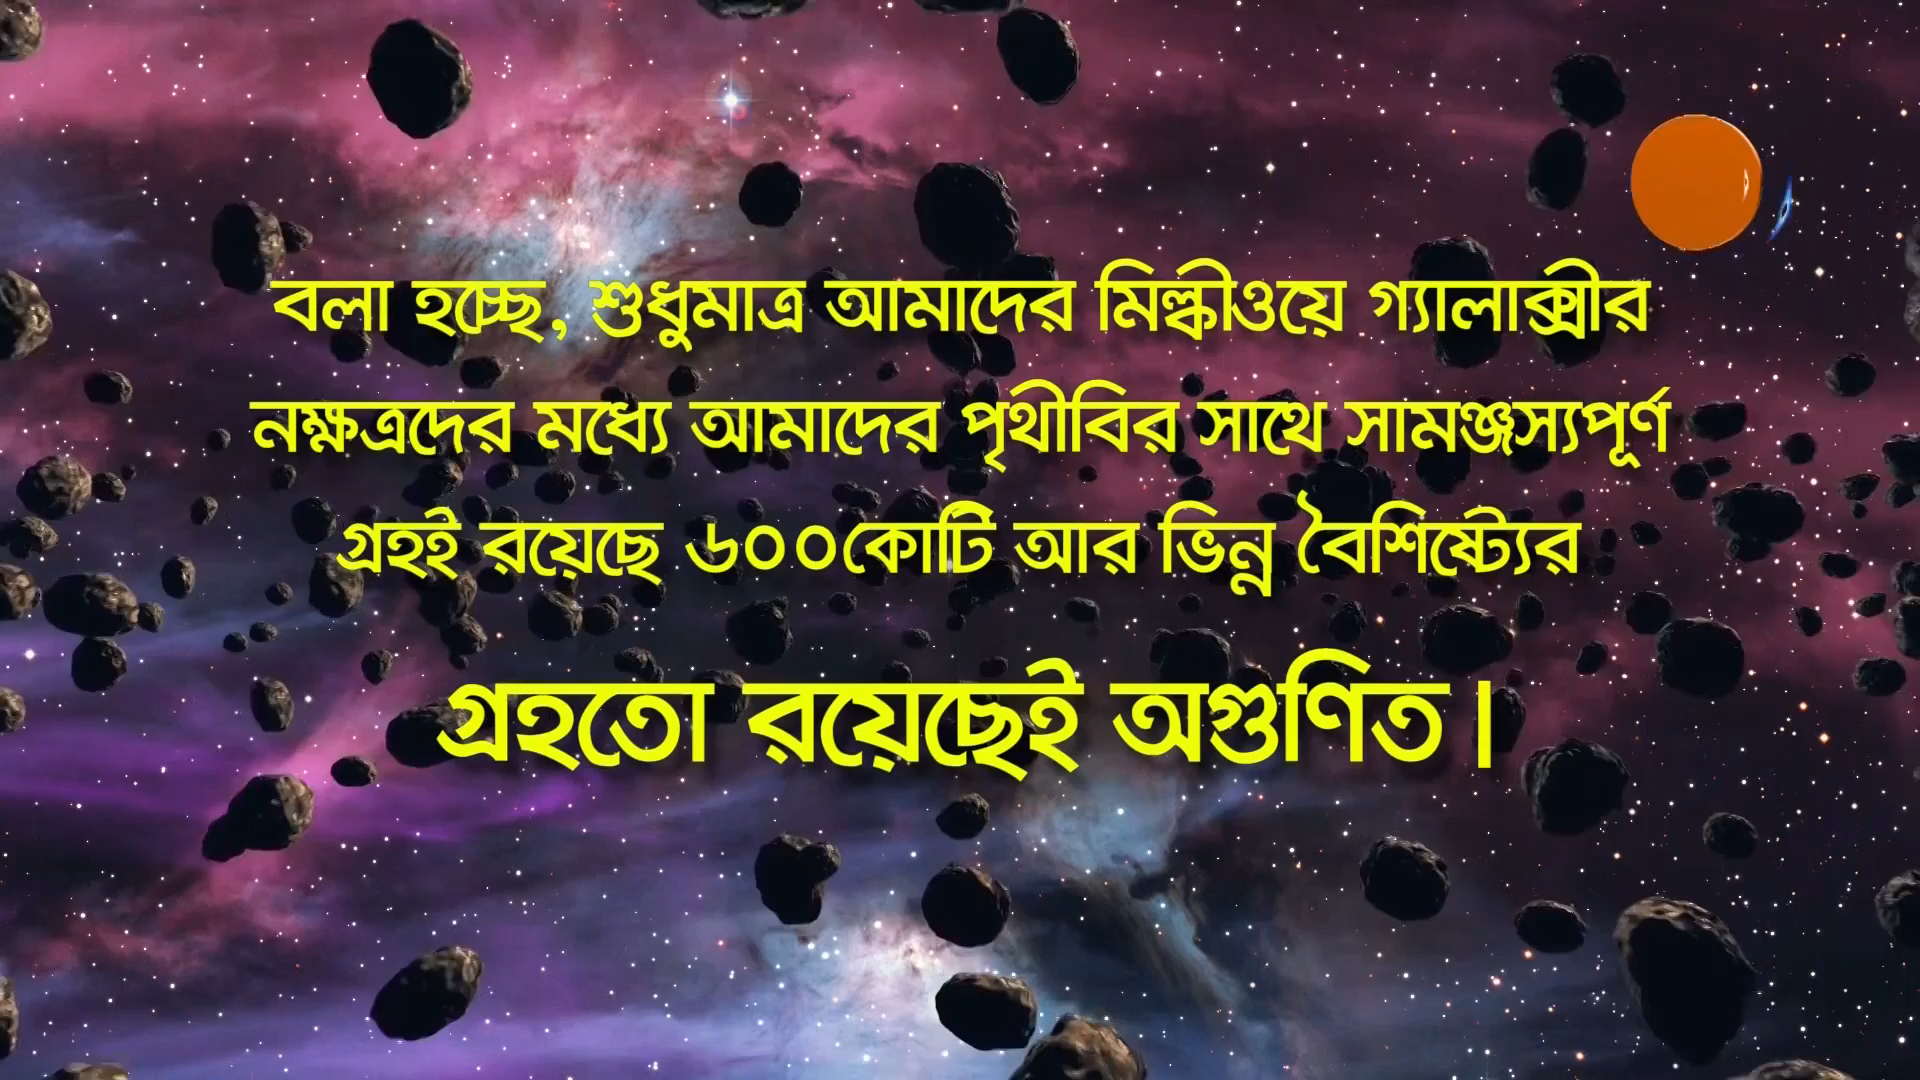 বলা হচ্ছে, শুধুমাত্র আমাদের মিল্কীওয়ে গ্যালাক্সীর
নক্ষত্রদের মধ্যে আমাদের পৃথীবির সাথে সামঞ্জস্যপূর্ণ
গ্রহই রয়েছে ৬০০কোটি আর ভিন্ন বৈশিষ্ট্যের
গ্রহতো রয়েছেই অগুণিত।